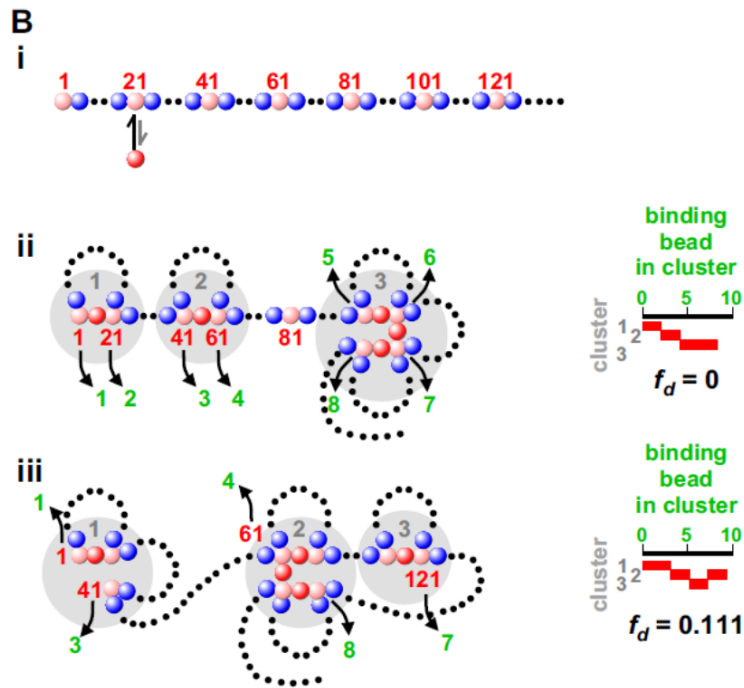 B
i
1 21 41 61 81 101 121
ii
5 6
1 2 3
1 21 41 61 81
1 2 3 4 8 7
binding
bead
in cluster
0 5 10
cluster
1
2
3
f_d = 0
iii
1 4
1 2 3
61
1
41 121
3 8 7
binding
bead
in cluster
0 5 10
cluster
1
2
3
f_d = 0.111